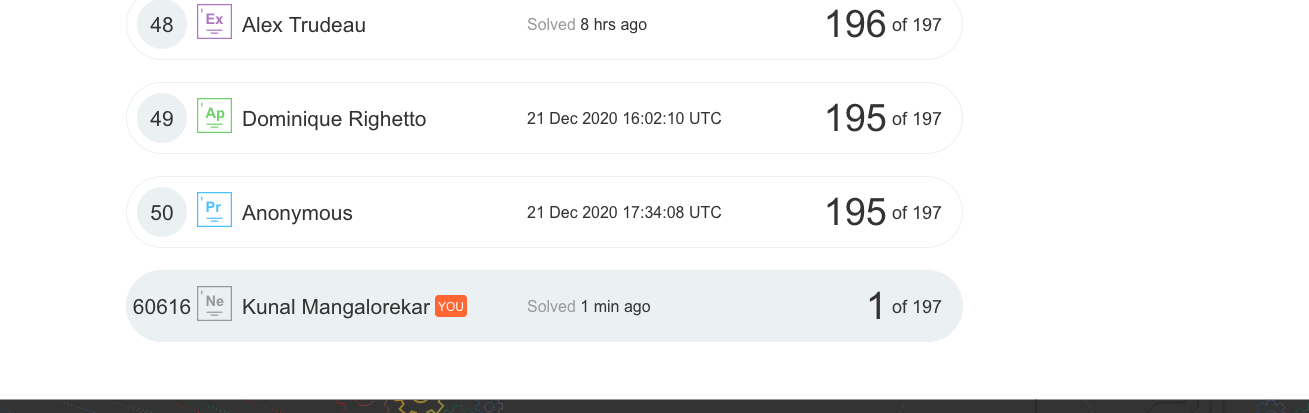 48 Ex Alex Trudeau Solved 8 hrs ago 196 of 197
49 Ap Dominique Righetto 21 Dec 2020 16:02:10 UTC 195 of 197
50 Pr Anonymous 21 Dec 2020 17:34:08 UTC 195 of 197
60616 Ne Kunal Mangalorekar YOU Solved 1 min ago 1 of 197